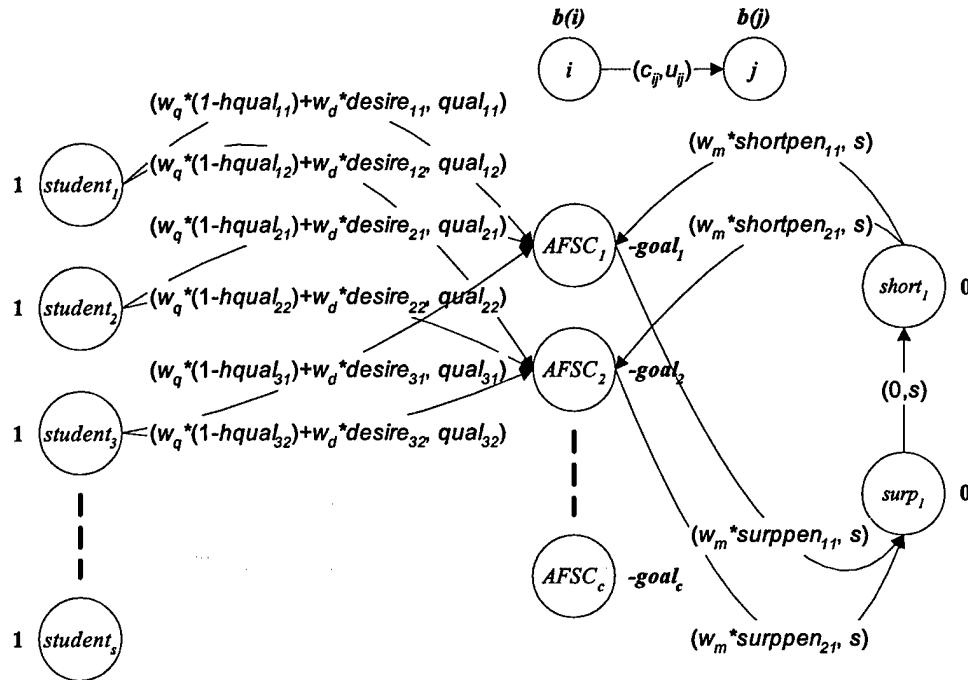 b(i) b(j)
i (c_ij,u_ij) j
(w_q*(1-hqual_11)+w_d*desire_11, qual_11)
(w_m*shortpen_11, s)
1 student_1 (w_q*(1-hqual_12)+w_d*desire_12, qual_12)
(w_q*(1-hqual_21)+w_d*desire_21, qual_21)
AFSC_1 -goal_1
(w_m*shortpen_21, s)
1 student_2 (w_q*(1-hqual_22)+w_d*desire_22, qual_22)
short_1 0
(w_q*(1-hqual_31)+w_d*desire_31, qual_31)
AFSC_2 -goal_2
(0,s)
1 student_3 (w_q*(1-hqual_32)+w_d*desire_32, qual_32)
surp_1 0
(w_m*surppen_11, s)
AFSC_c -goal_c
1 student_s
(w_m*surppen_21, s)